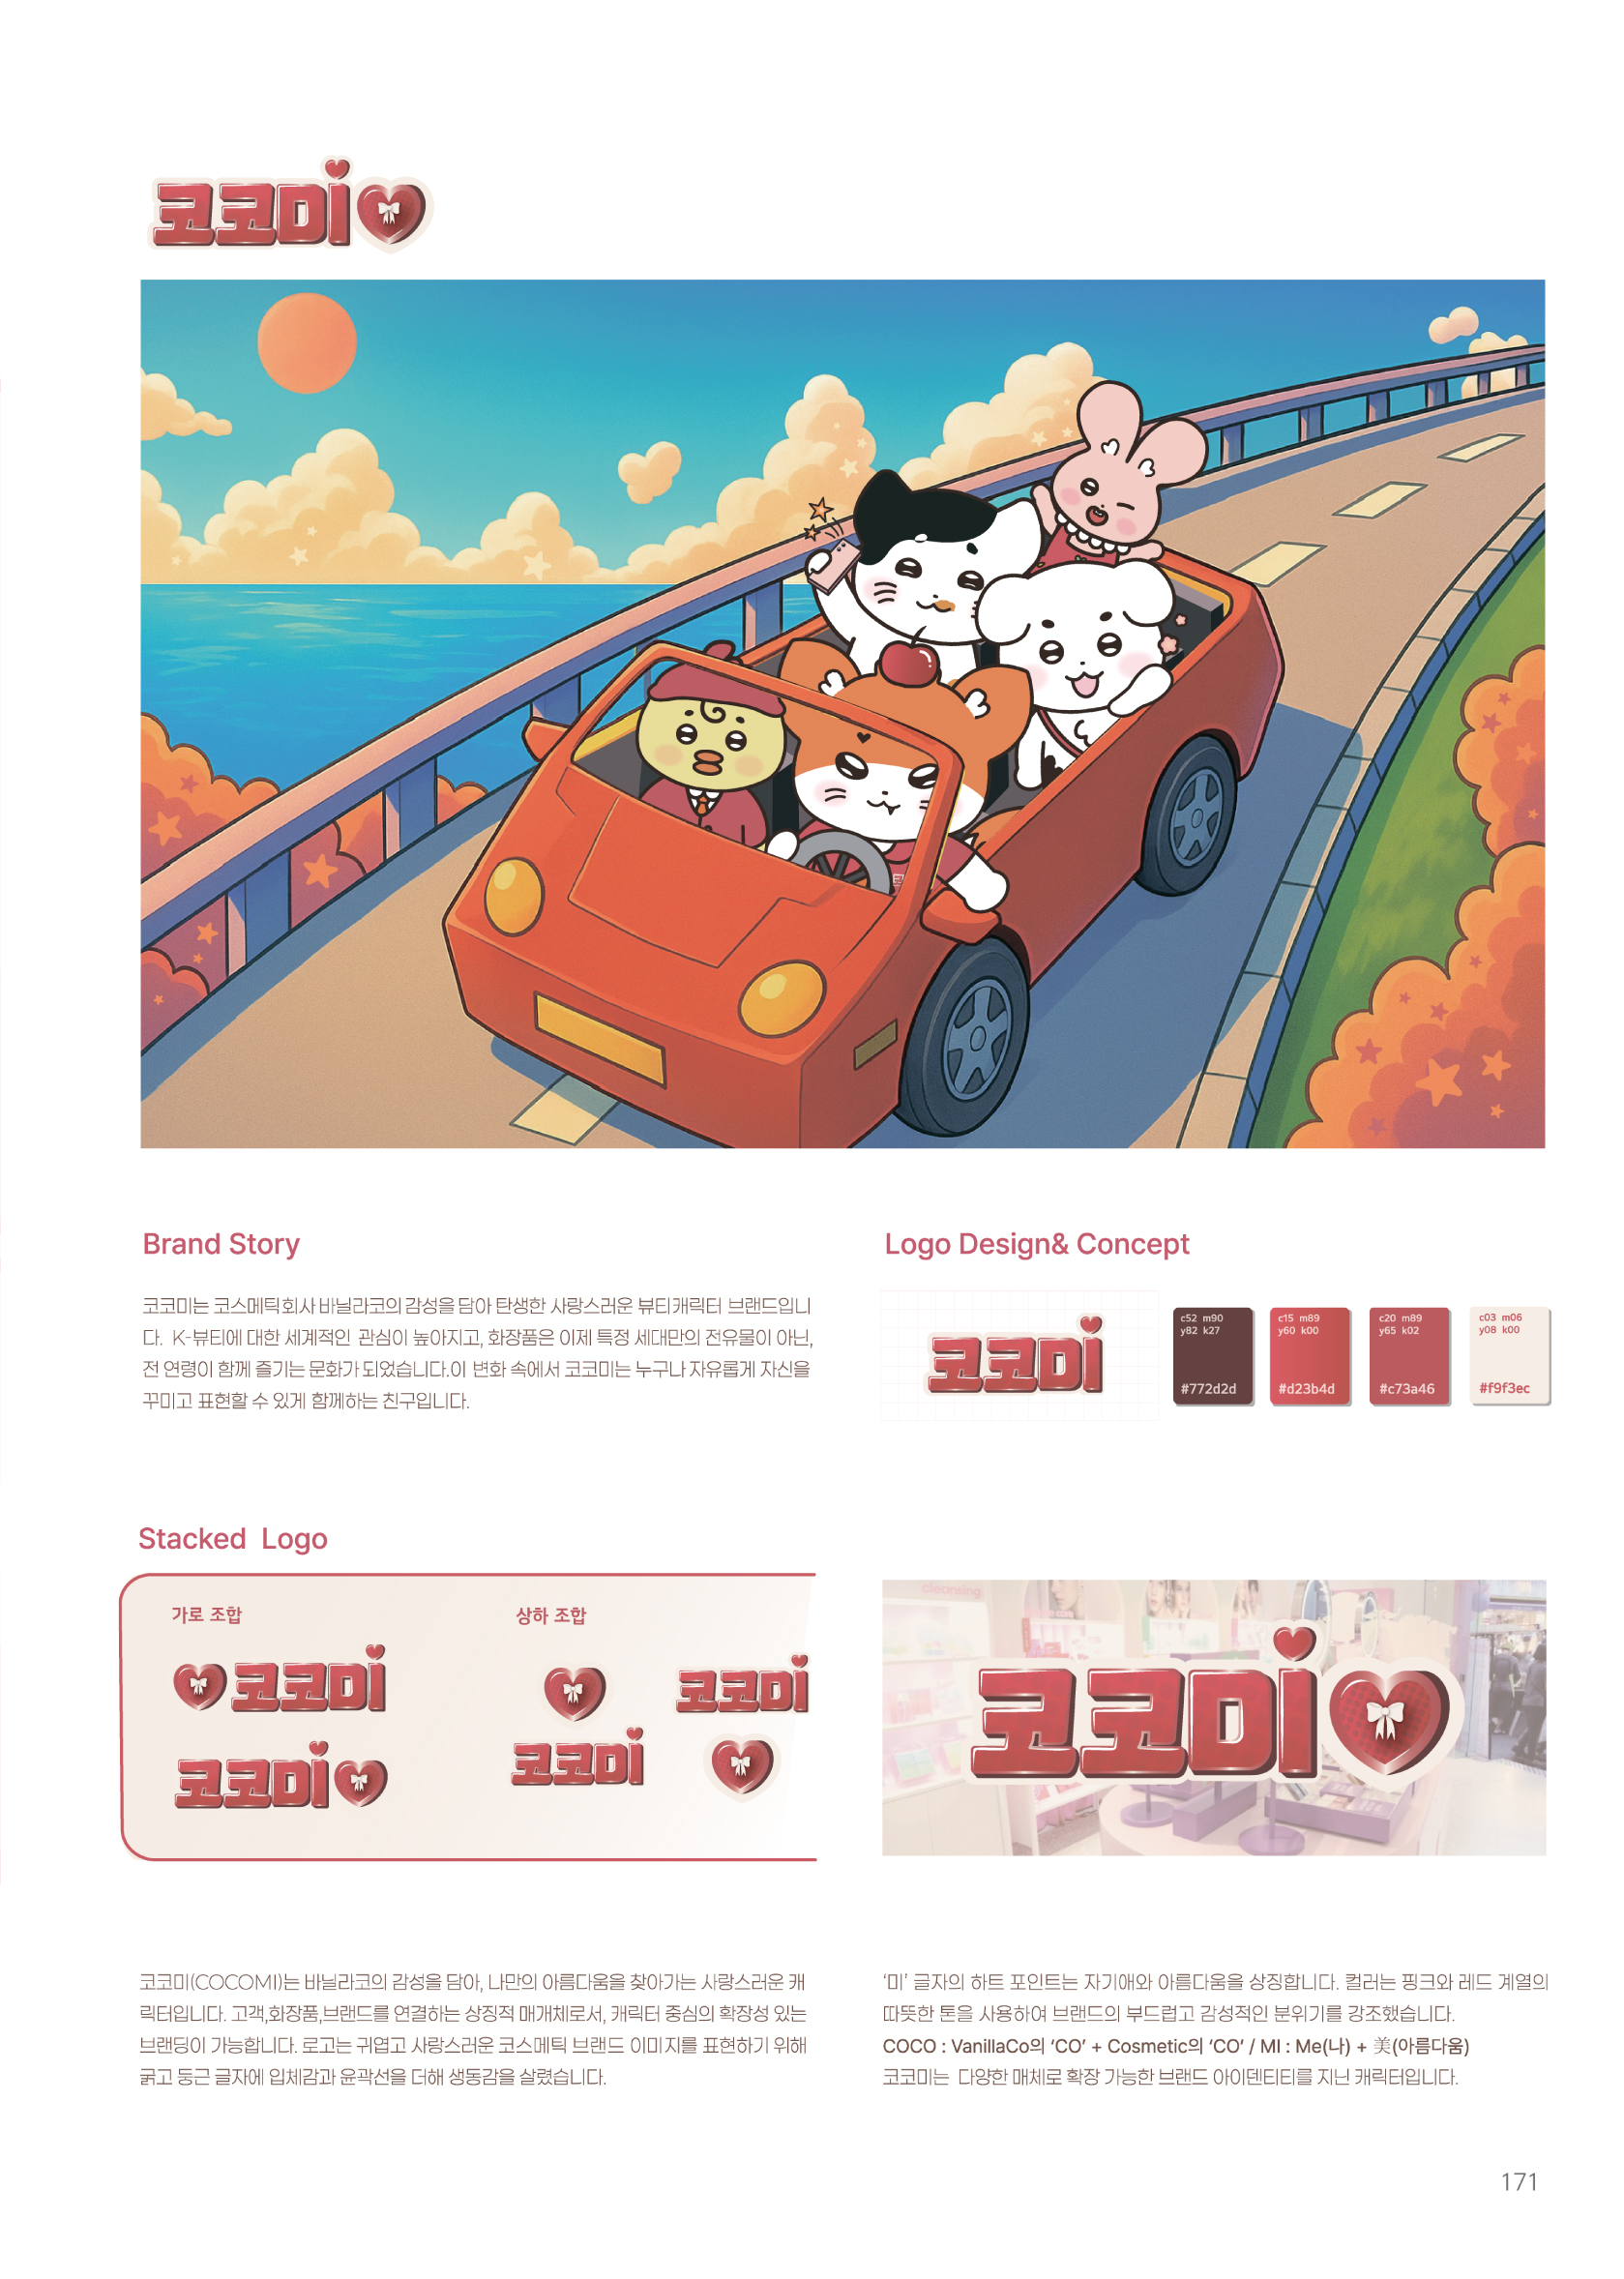 코코미
Brand Story
코코미는 코스메틱회사 바닐라코의 감성을 담아 탄생한 사랑스러운 뷰티캐릭터 브랜드입니
다. K-뷰티에 대한 세계적인 관심이 높아지고, 화장품은 이제 특정 세대만의 전유물이 아닌,
전 연령이 함께 즐기는 문화가 되었습니다.이 변화 속에서 코코미는 누구나 자유롭게 자신을
꾸미고 표현할 수 있게 함께하는 친구입니다.
Logo Design& Concept
코코미
c52 m90
y82 k27
#772d2d
c15 m89
y60 k00
#d23b4d
c20 m89
y65 k02
#c73a46
c03 m06
y08 k00
#f9f3ec
Stacked Logo
가로 조합
상하 조합
코코미
코코미
코코미
코코미
cleansing
코코미
코코미(COCOMI)는 바닐라코의 감성을 담아, 나만의 아름다움을 찾아가는 사랑스러운 캐
릭터입니다. 고객,화장품,브랜드를 연결하는 상징적 매개체로서, 캐릭터 중심의 확장성 있는
브랜딩이 가능합니다. 로고는 귀엽고 사랑스러운 코스메틱 브랜드 이미지를 표현하기 위해
굵고 둥근 글자에 입체감과 윤곽선을 더해 생동감을 살렸습니다.
‘미’ 글자의 하트 포인트는 자기애와 아름다움을 상징합니다. 컬러는 핑크와 레드 계열의
따뜻한 톤을 사용하여 브랜드의 부드럽고 감성적인 분위기를 강조했습니다.
COCO : VanillaCo의 ‘CO’ + Cosmetic의 ‘CO’ / MI : Me(나) + 美(아름다움)
코코미는 다양한 매체로 확장 가능한 브랜드 아이덴티티를 지닌 캐릭터입니다.
171